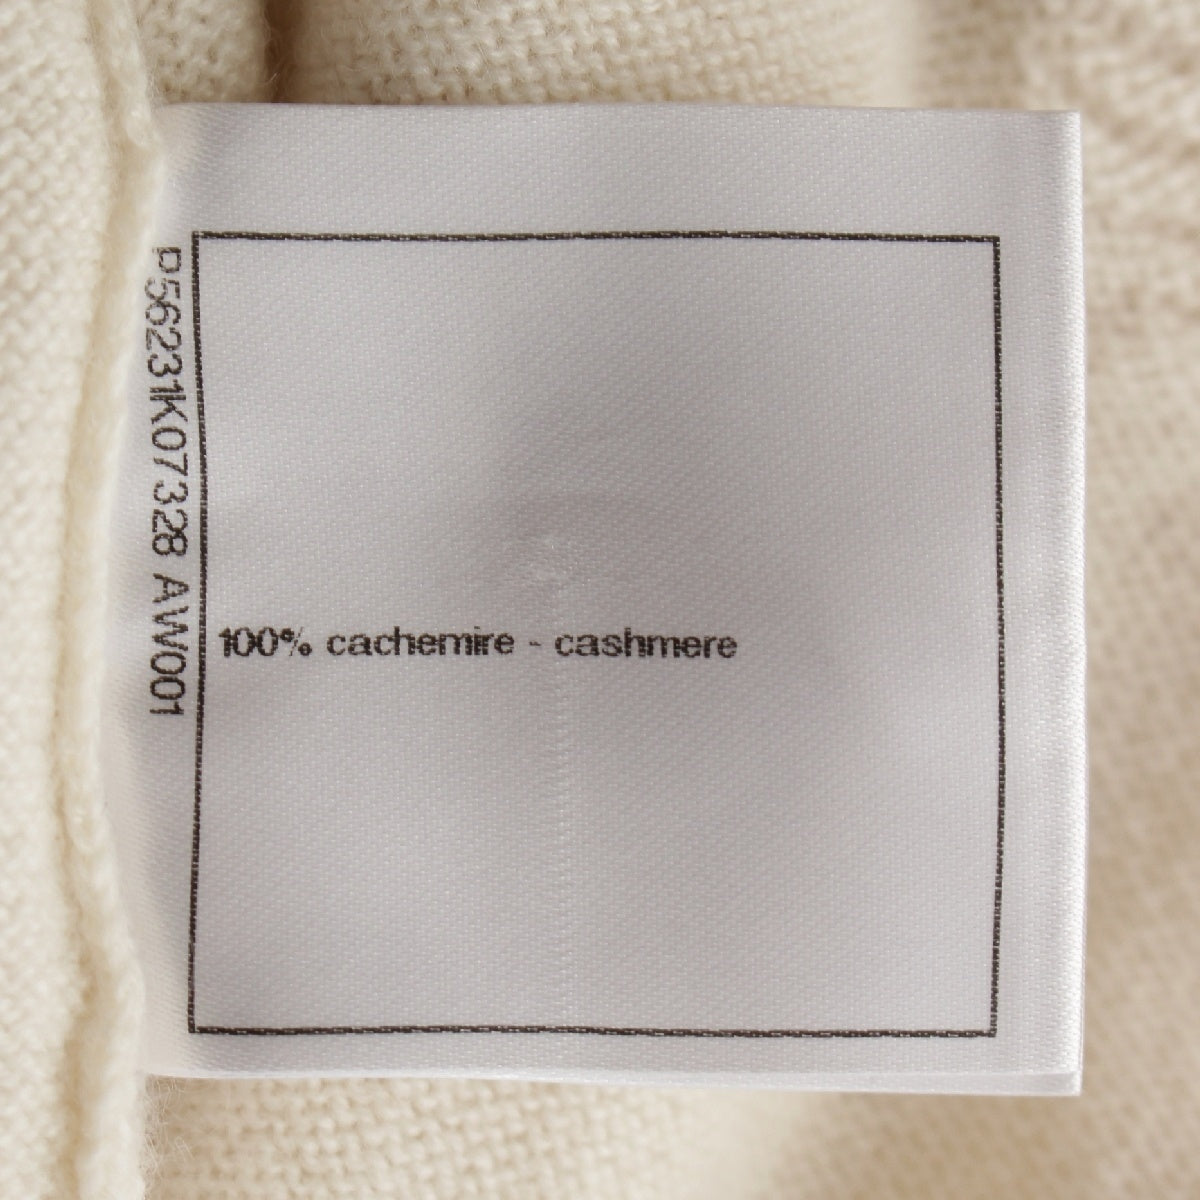 P56231K07328 AW001
100% cachemire - cashmere